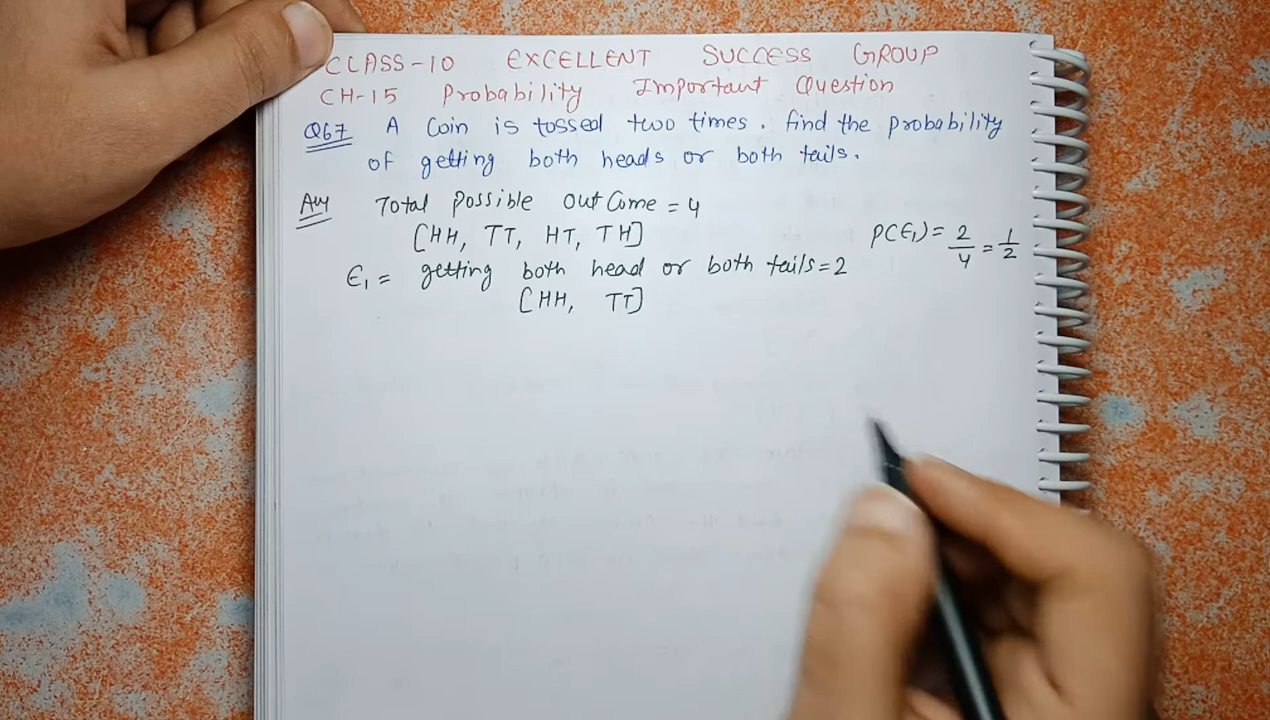 CLASS-10 EXCELLENT SUCCESS GROUP
CH-15 Probability Important Question
Q67 A Coin is tossed two times. find the probability
of getting both heads or both tails.
Ans Total possible outCome = 4
[HH, TT, HT, TH]
P(E₁) = 2/4 = 1/2
E₁ = getting both head or both tails = 2
[HH, TT]